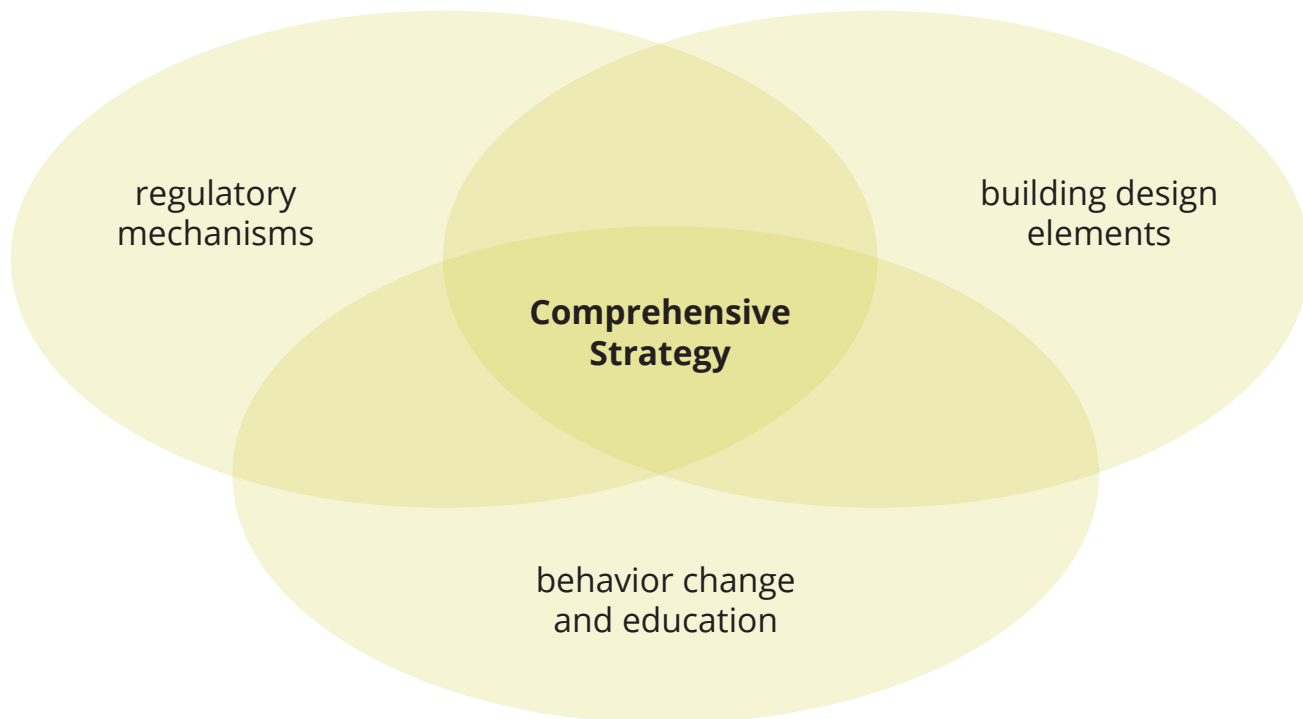 regulatory
mechanisms
building design
elements
Comprehensive
Strategy
behavior change
and education